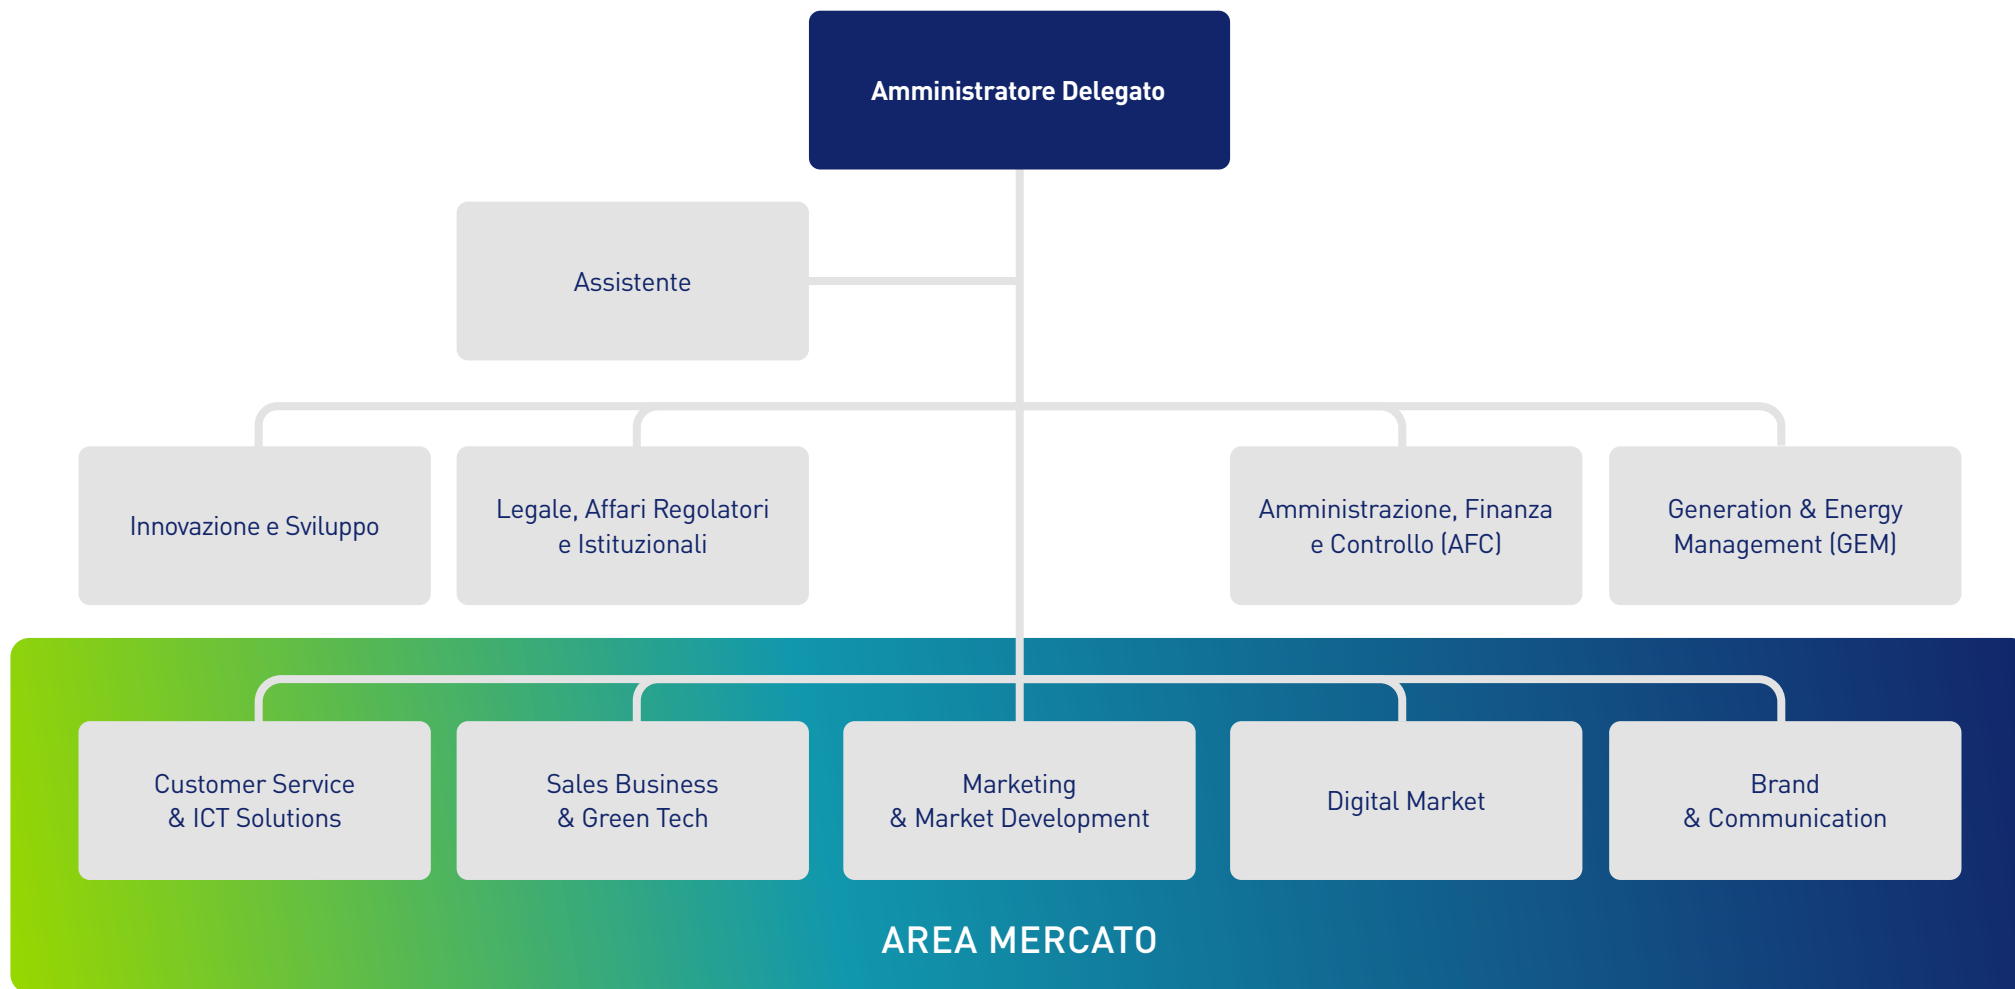 Amministratore Delegato
Assistente
Innovazione e Sviluppo
Legale, Affari Regolatori
e Istituzionali
Amministrazione, Finanza
e Controllo (AFC)
Generation & Energy
Management (GEM)
Customer Service
& ICT Solutions
Sales Business
& Green Tech
Marketing
& Market Development
Digital Market
Brand
& Communication
AREA MERCATO